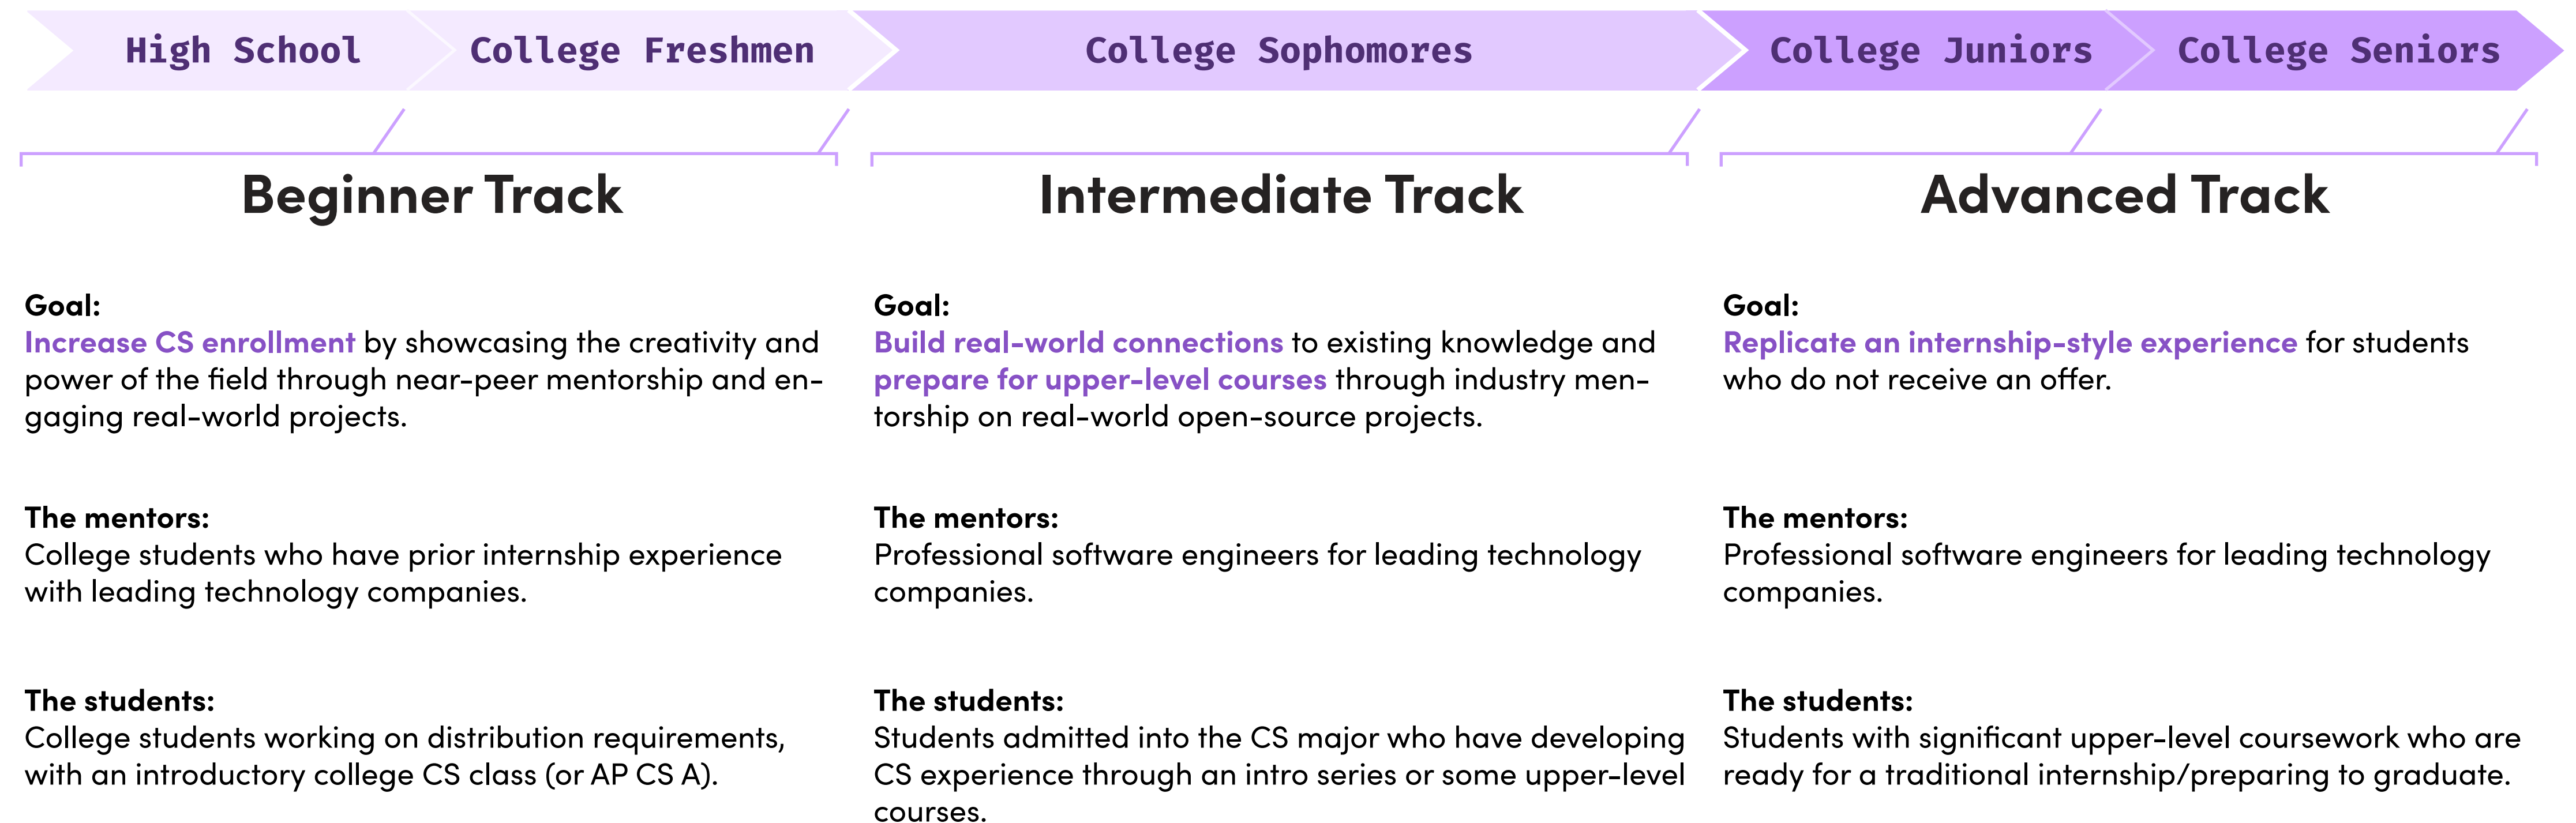 High School
College Freshmen
College Sophomores
College Juniors
College Seniors
Beginner Track
Goal:
Increase CS enrollment by showcasing the creativity and
power of the field through near-peer mentorship and en-
gaging real-world projects.
The mentors:
College students who have prior internship experience
with leading technology companies.
The students:
College students working on distribution requirements,
with an introductory college CS class (or AP CS A).
Intermediate Track
Goal:
Build real-world connections to existing knowledge and
prepare for upper-level courses through industry men-
torship on real-world open-source projects.
The mentors:
Professional software engineers for leading technology
companies.
The students:
Students admitted into the CS major who have developing
CS experience through an intro series or some upper-level
courses.
Advanced Track
Goal:
Replicate an internship-style experience for students
who do not receive an offer.
The mentors:
Professional software engineers for leading technology
companies.
The students:
Students with significant upper-level coursework who are
ready for a traditional internship/preparing to graduate.